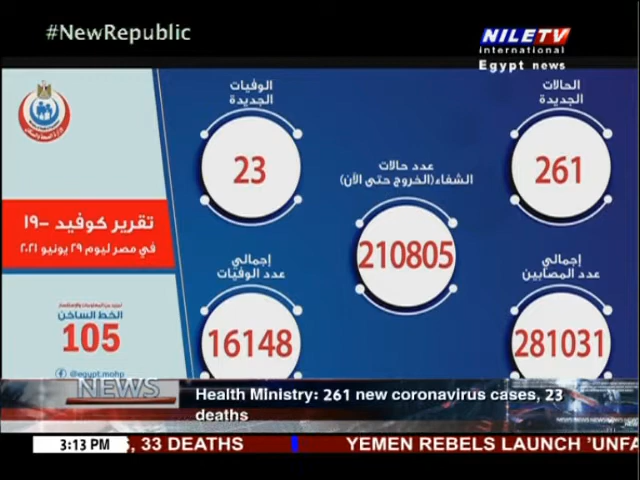 #NewRepublic
NILE TV
international
Egypt news
الوفيات
الجديدة
23
الحالات
الجديدة
261
عدد حالات
الشفاء(الخروج حتى الآن)
210805
تقرير كوفيد -١٩
في مصر ليوم ٢٩ يونيو ٢٠٢١
إجمالي
عدد الوفيات
16148
إجمالي
عدد المصابين
281031
الخط الساخن
105
@egypt.mohp
NEWS
Health Ministry: 261 new coronavirus cases, 23
deaths
3:13 PM , 33 DEATHS YEMEN REBELS LAUNCH 'UNFA